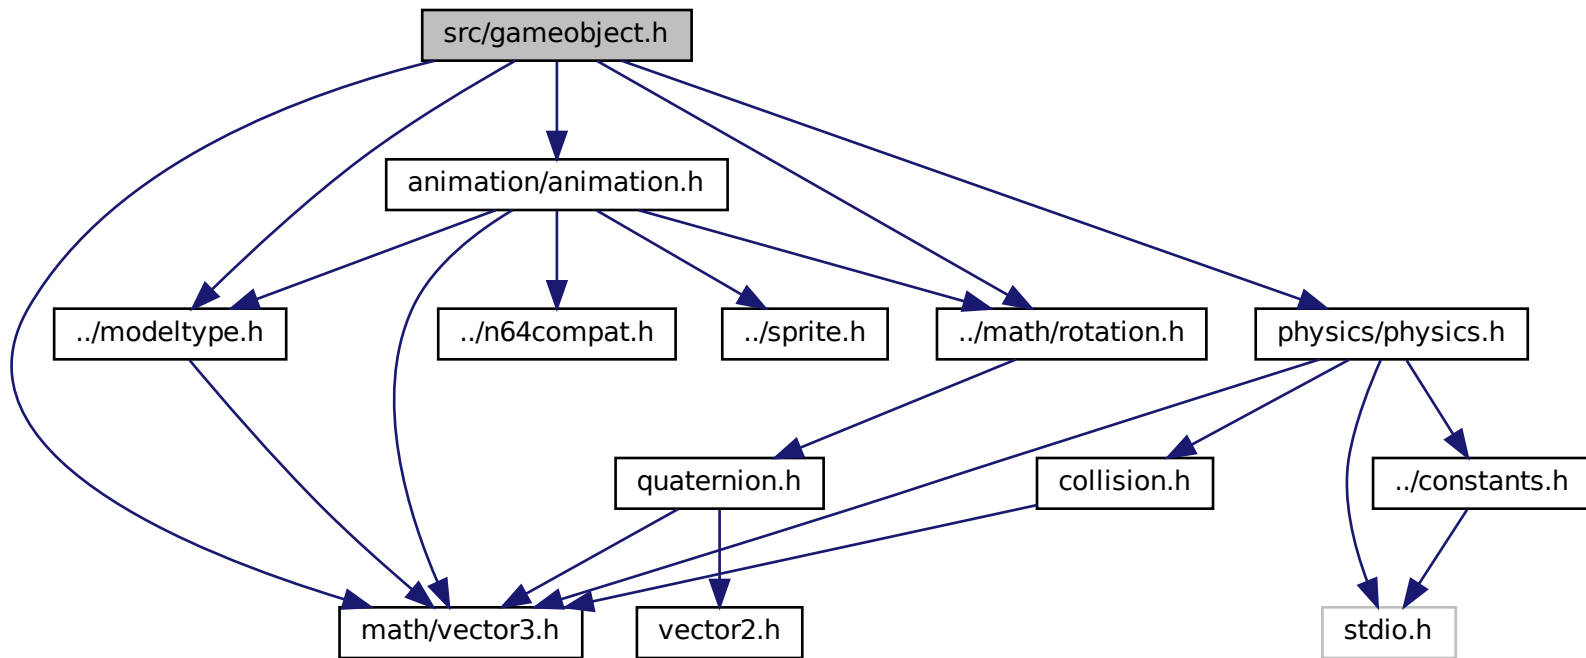 src/gameobject.h
animation/animation.h
../modeltype.h
../n64compat.h
../sprite.h
../math/rotation.h
physics/physics.h
quaternion.h
collision.h
../constants.h
math/vector3.h
vector2.h
stdio.h